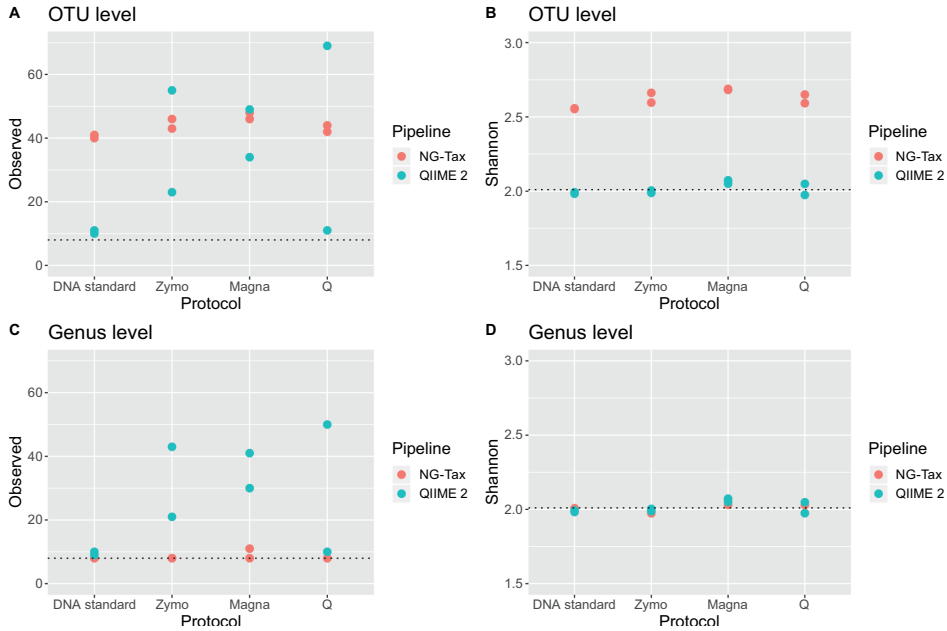 A OTU level
60
40
20
0
Observed
DNA standard Zymo Magna Q
Protocol
Pipeline
NG-Tax
QIIME 2
B OTU level
3.0
2.5
2.0
1.5
Shannon
DNA standard Zymo Magna Q
Protocol
Pipeline
NG-Tax
QIIME 2
C Genus level
60
40
20
0
Observed
DNA standard Zymo Magna Q
Protocol
Pipeline
NG-Tax
QIIME 2
D Genus level
3.0
2.5
2.0
1.5
Shannon
DNA standard Zymo Magna Q
Protocol
Pipeline
NG-Tax
QIIME 2